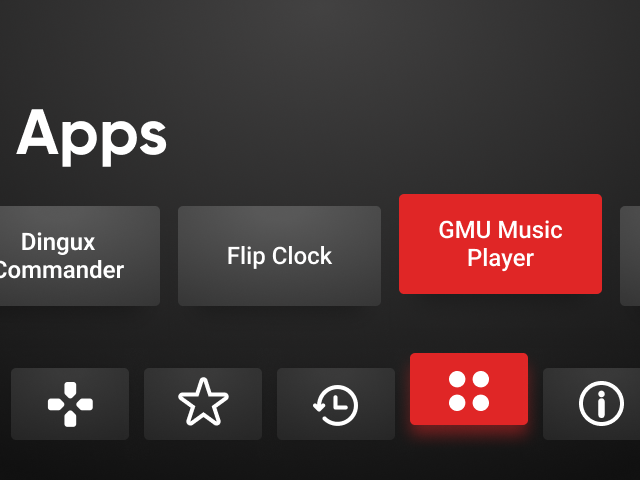 Apps
Dingux
Commander
Flip Clock
GMU Music
Player